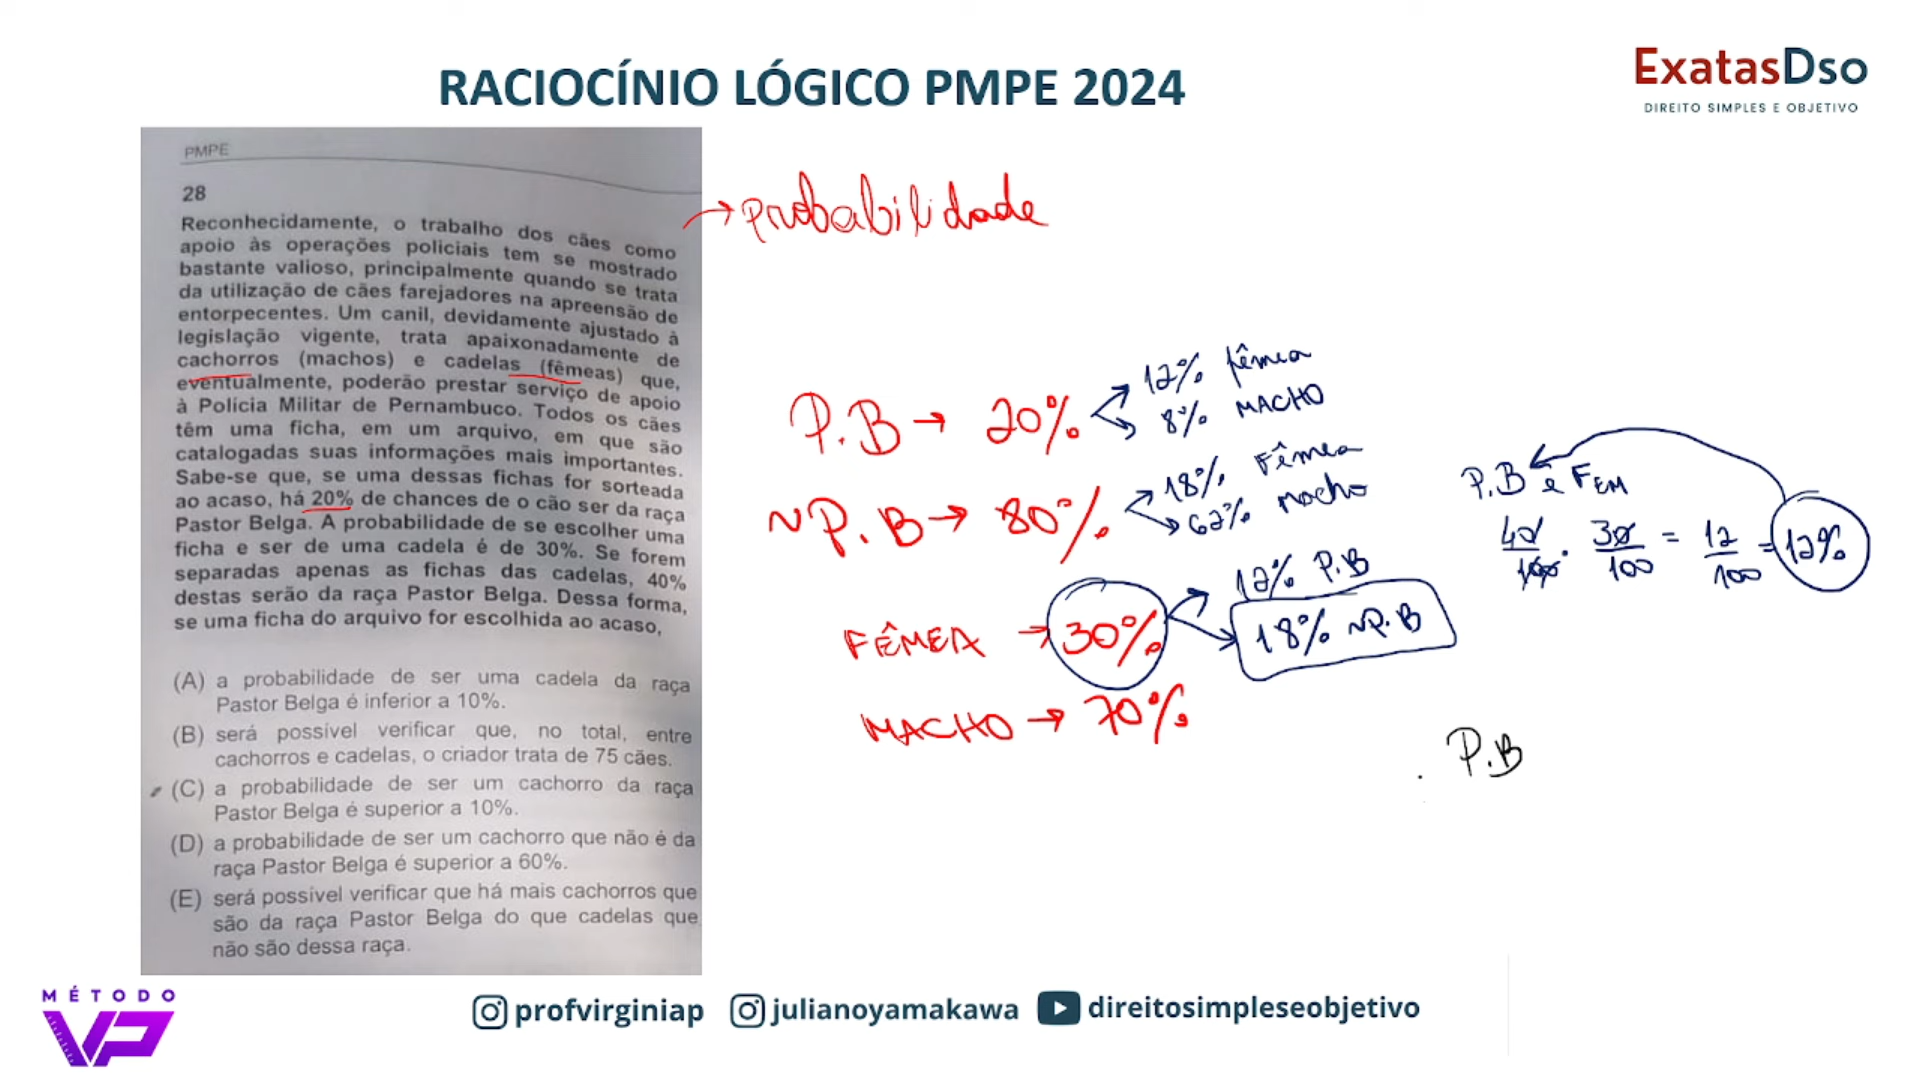 RACIOCÍNIO LÓGICO PMPE 2024
ExatasDso
DIREITO SIMPLES E OBJETIVO
PMPE
28
Reconhecidamente, o trabalho dos cães como
apoio às operações policiais tem se mostrado
bastante valioso, principalmente quando se trata
da utilização de cães farejadores na apreensão de
entorpecentes. Um canil, devidamente ajustado à
legislação vigente, trata apaixonadamente de
cachorros (machos) e cadelas (fêmeas) que,
eventualmente, poderão prestar serviço de apoio
à Polícia Militar de Pernambuco. Todos os cães
têm uma ficha, em um arquivo, em que são
catalogadas suas informações mais importantes.
Sabe-se que, se uma dessas fichas for sorteada
ao acaso, há 20% de chances de o cão ser da raça
Pastor Belga. A probabilidade de se escolher uma
ficha e ser de uma cadela é de 30%. Se forem
separadas apenas as fichas das cadelas, 40%
destas serão da raça Pastor Belga. Dessa forma,
se uma ficha do arquivo for escolhida ao acaso,
(A) a probabilidade de ser uma cadela da raça
Pastor Belga é inferior a 10%.
(B) será possível verificar que, no total, entre
cachorros e cadelas, o criador trata de 75 cães.
(C) a probabilidade de ser um cachorro da raça
Pastor Belga é superior a 10%.
(D) a probabilidade de ser um cachorro que não é da
raça Pastor Belga é superior a 60%.
(E) será possível verificar que há mais cachorros que
são da raça Pastor Belga do que cadelas que
não são dessa raça.
→ probabilidade
P.B → 20%
12% fêmea
8% MACHO
~P.B → 80%
18% Fêmea
62% macho
FÊMEA → 30%
12% P.B
18% ~P.B
MACHO → 70%
P.B e FEM
40/100 . 30/100 = 12/100 = 12%
P.B
MÉTODO
VP
profvirginiap
julianoyamakawa
direitosimpleseobjetivo